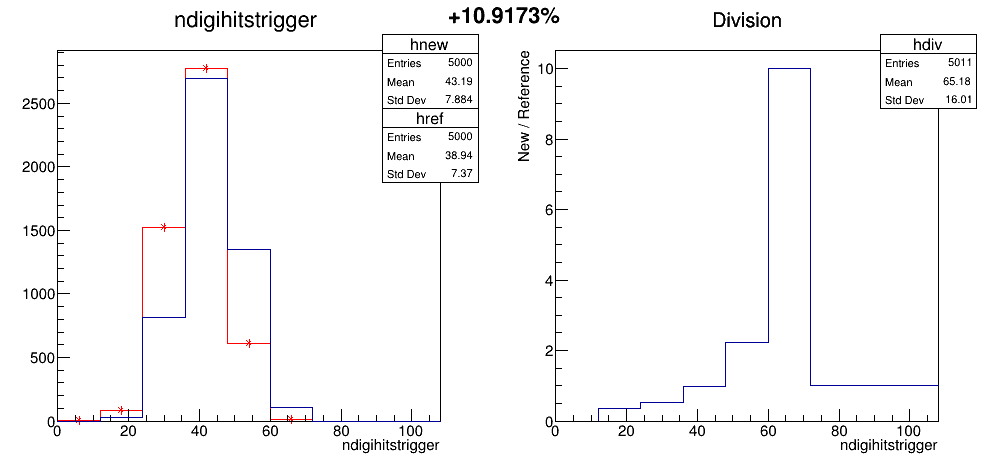 ndigihitstrigger
+10.9173%
Division
hnew
Entries 5000
Mean 43.19
Std Dev 7.884
href
Entries 5000
Mean 38.94
Std Dev 7.37
2500
2000
1500
1000
500
0
0 20 40 60 80 100
ndigihitstrigger
hdiv
Entries 5011
Mean 65.18
Std Dev 16.01
New / Reference
10
8
6
4
2
0
0 20 40 60 80 100
ndigihitstrigger